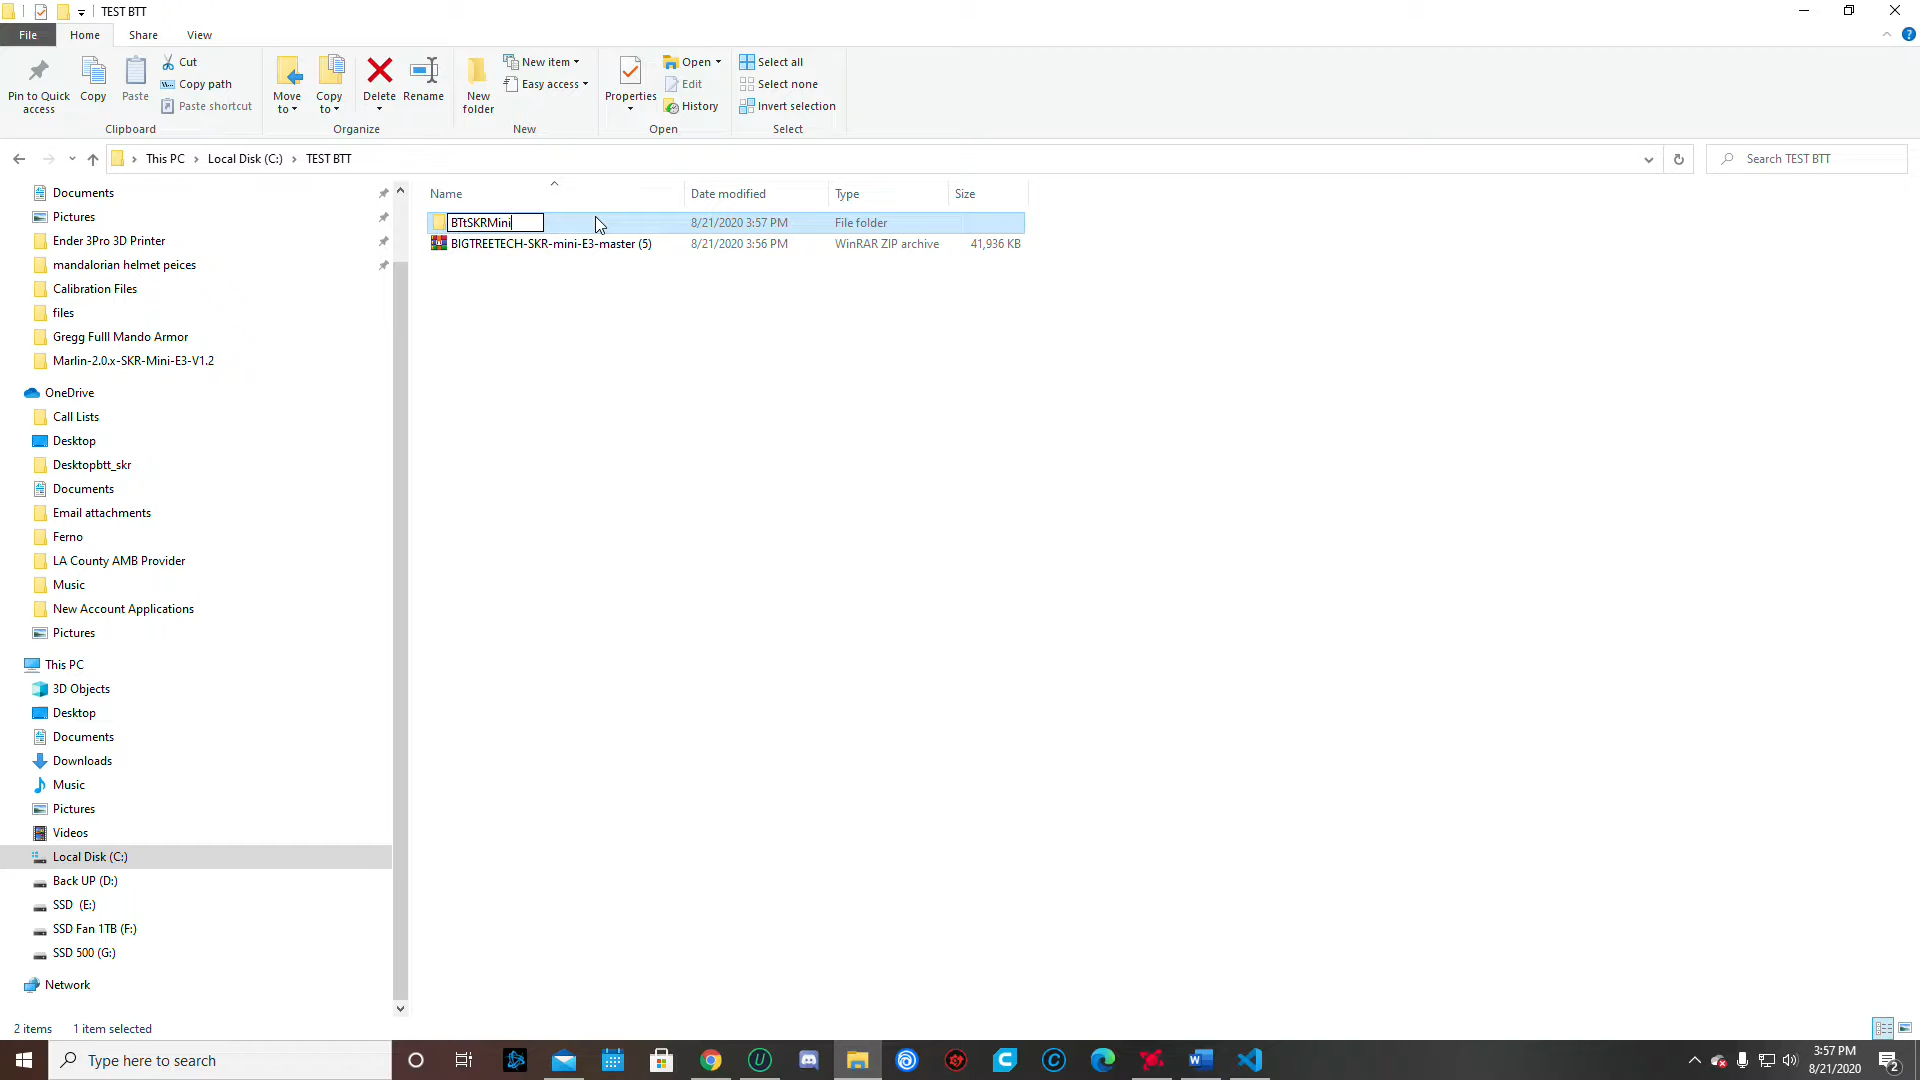 TEST BTT
File
Home
Share
View
Pin to Quick
access
Copy
Paste
Cut
Copy path
Paste shortcut
Clipboard
Move
to
Copy
to
Delete
Rename
Organize
New
folder
New item
Easy access
New
Properties
Open
Edit
History
Open
Select all
Select none
Invert selection
Select
This PC
Local Disk (C:)
TEST BTT
Search TEST BTT
Documents
Pictures
Ender 3Pro 3D Printer
mandalorian helmet peices
Calibration Files
files
Gregg Fulll Mando Armor
Marlin-2.0.x-SKR-Mini-E3-V1.2
OneDrive
Call Lists
Desktop
Desktopbtt_skr
Documents
Email attachments
Ferno
LA County AMB Provider
Music
New Account Applications
Pictures
This PC
3D Objects
Desktop
Documents
Downloads
Music
Pictures
Videos
Local Disk (C:)
Back UP (D:)
SSD (E:)
SSD Fan 1TB (F:)
SSD 500 (G:)
Network
Name Date modified Type Size
BTtSKRMini 8/21/2020 3:57 PM File folder
BIGTREETECH-SKR-mini-E3-master (5) 8/21/2020 3:56 PM WinRAR ZIP archive 41,936 KB
2 items 1 item selected
Type here to search
3:57 PM
8/21/2020
2